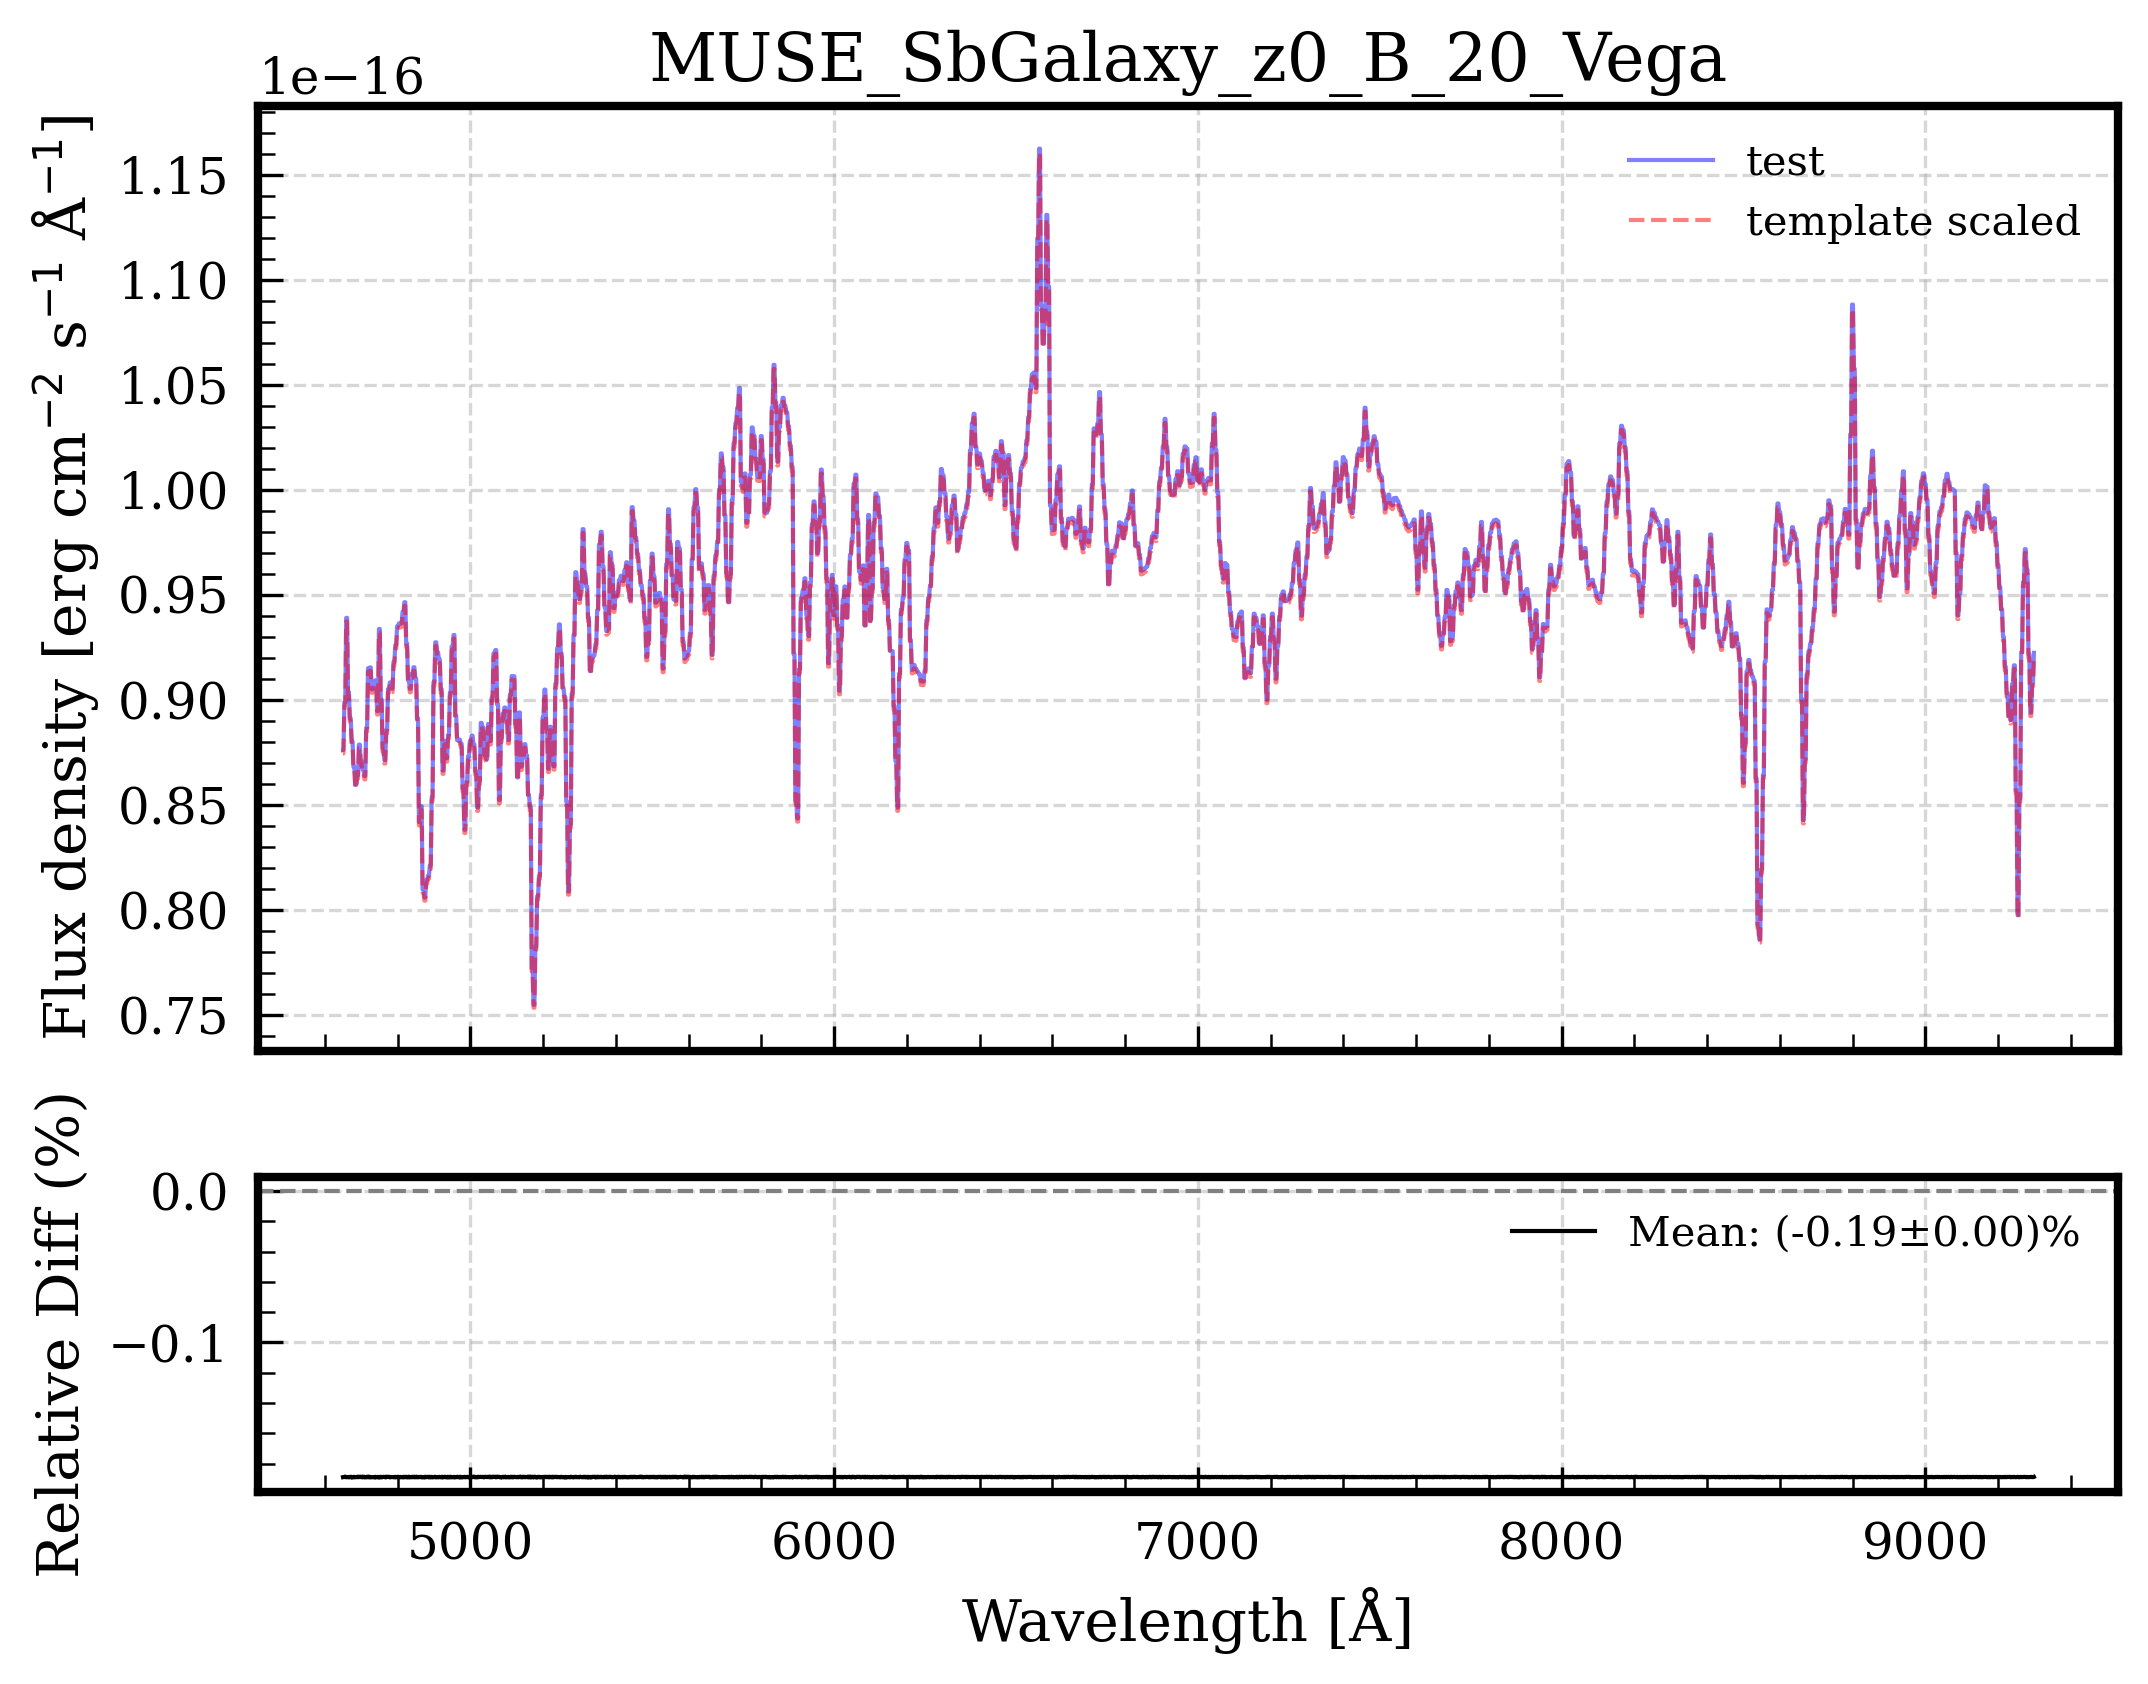 MUSE_SbGalaxy_z0_B_20_Vega
1e−16
Flux density [erg cm⁻² s⁻¹ Å⁻¹]
1.15
1.10
1.05
1.00
0.95
0.90
0.85
0.80
0.75
test
template scaled
Relative Diff (%)
0.0
−0.1
Mean: (-0.19±0.00)%
5000 6000 7000 8000 9000
Wavelength [Å]